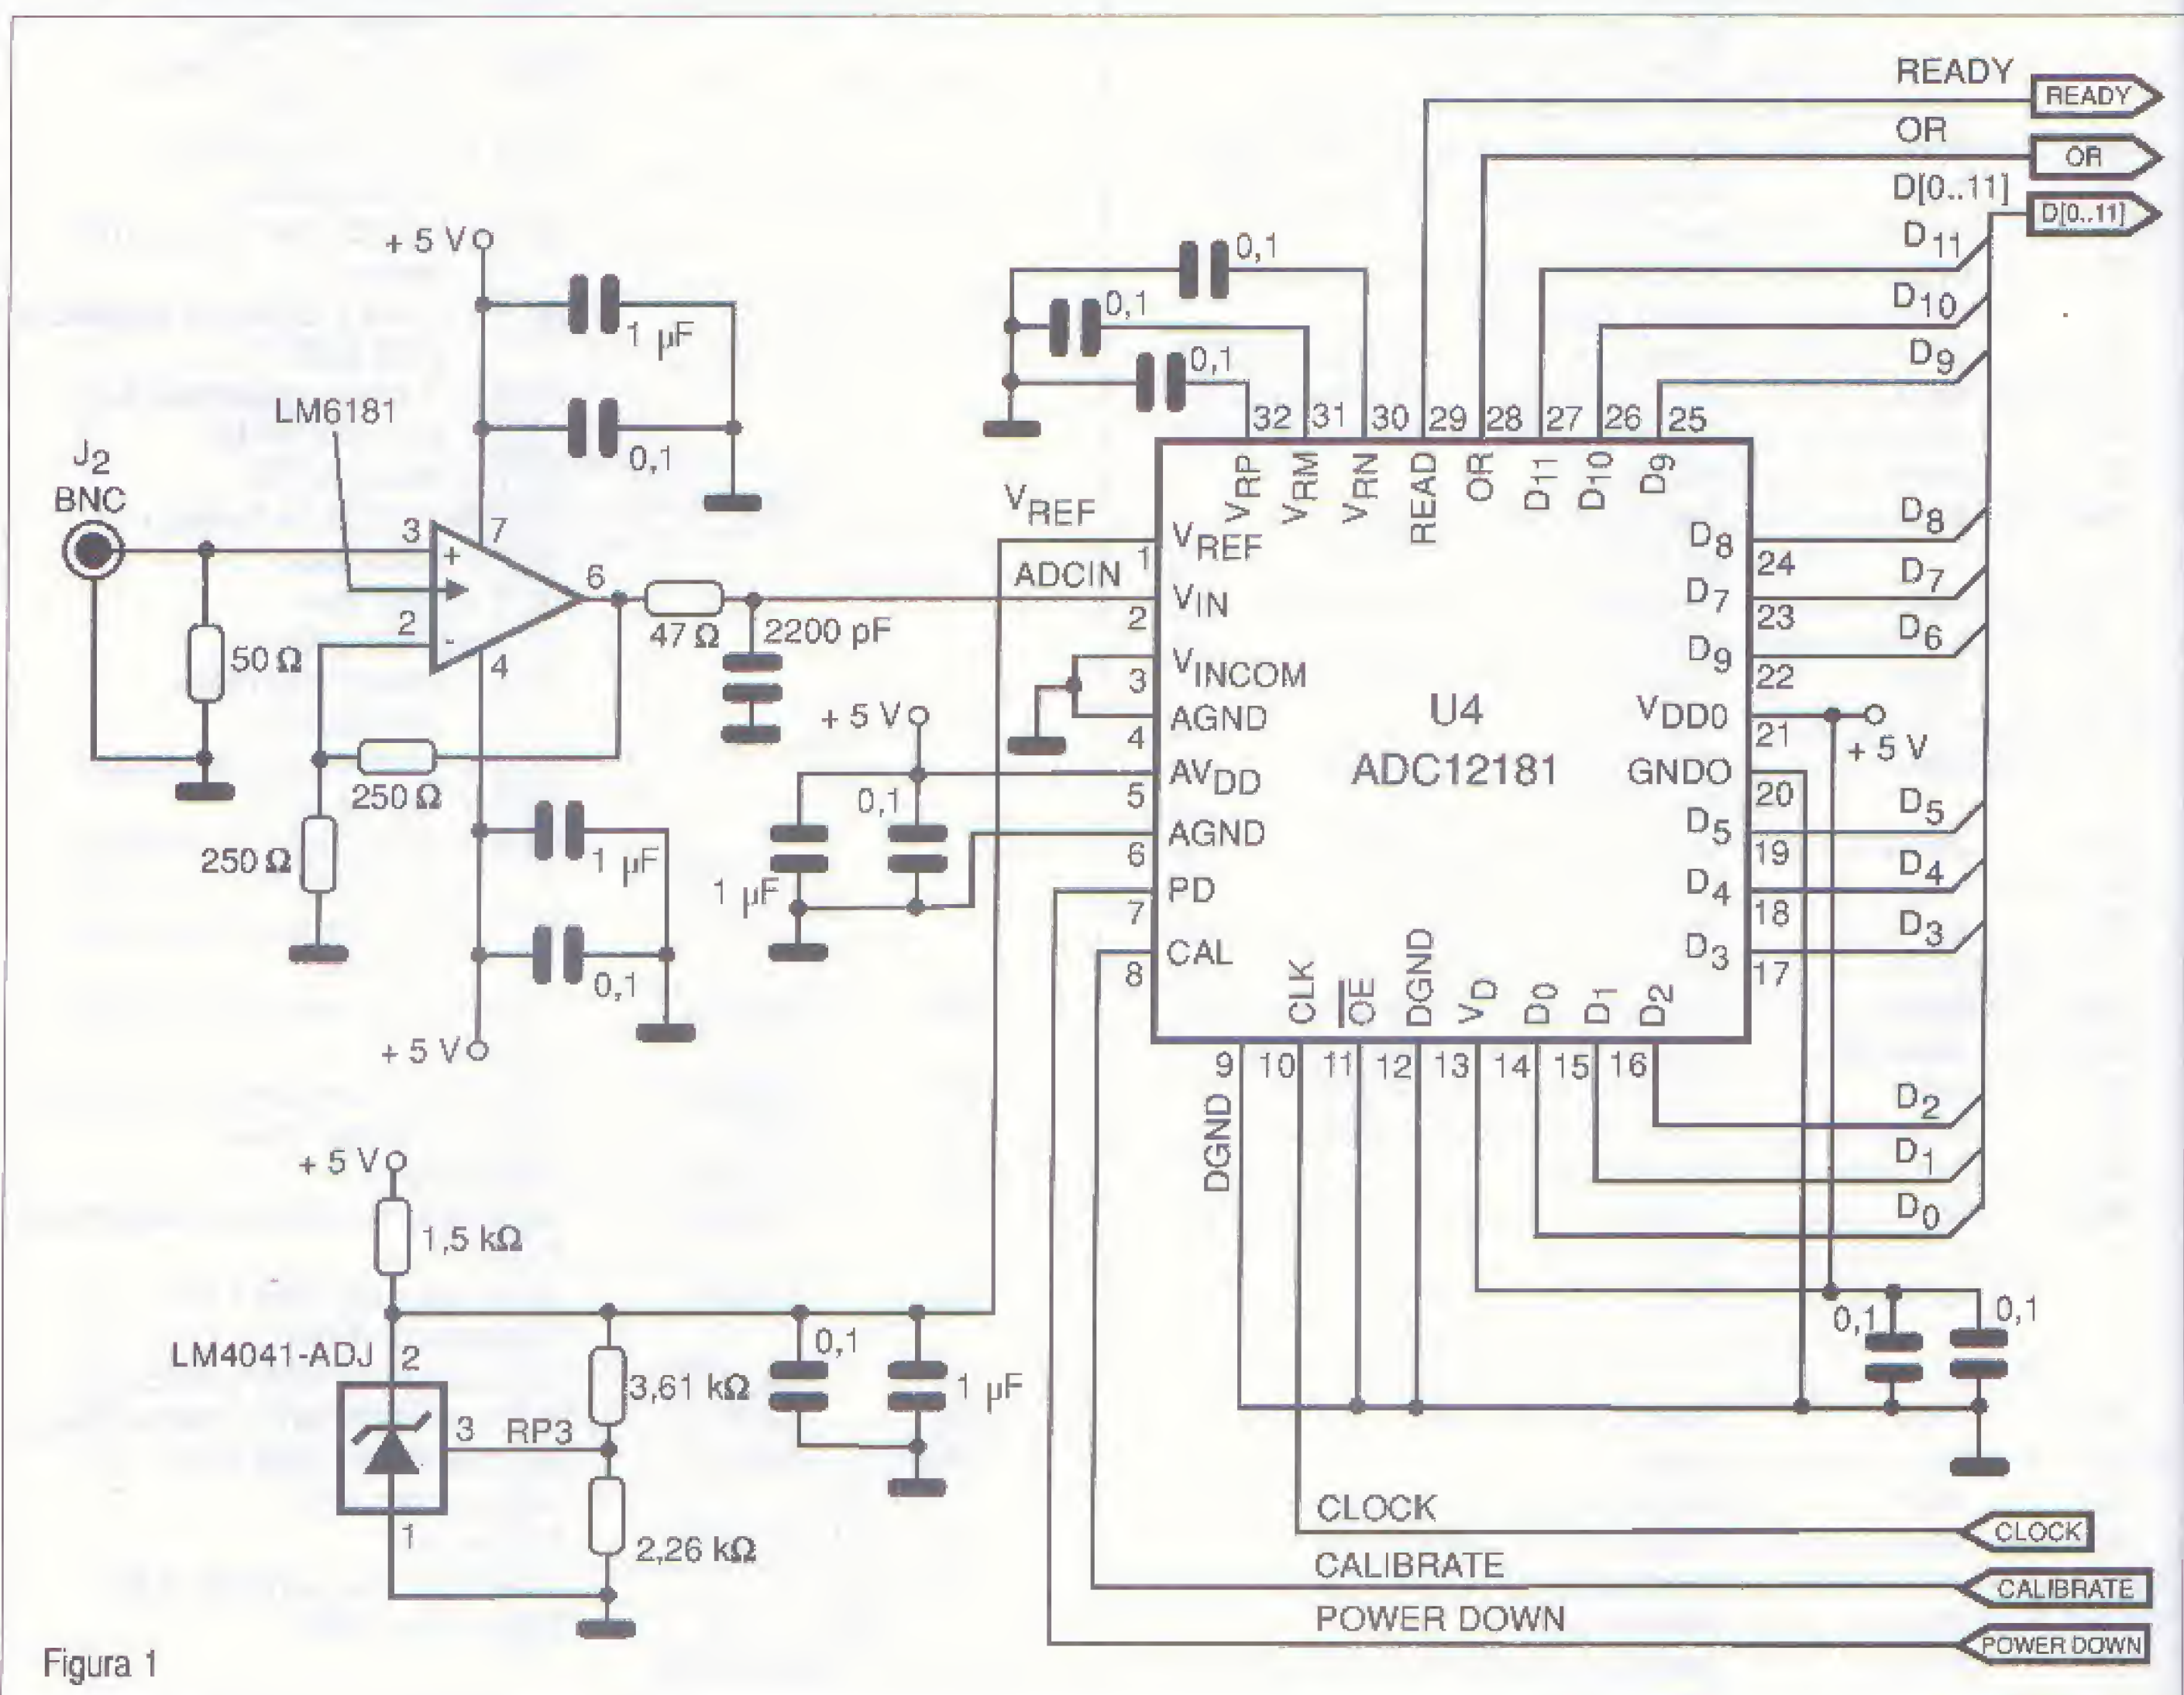 READY
READY
OR
OR
D[0..11]
D[0..11]
D11
D10
D9
+ 5 V
1 µF
0,1
LM6181
J2
BNC
3
+
7
2
-
4
6
50 Ω
47 Ω
2200 pF
250 Ω
250 Ω
1 µF
0,1
+ 5 V
0,1
0,1
0,1
32
31
30
29
28
27
26
25
VRP
VRM
VRN
READ
OR
D11
D10
D9
VREF
1
VREF
ADCIN
2
VIN
3
VINCOM
4
AGND
+ 5 V
5
AVDD
0,1
1 µF
6
AGND
7
PD
8
CAL
U4
ADC12181
D8
24
D8
D7
23
D7
D9
22
D6
VDD0
21
+ 5 V
GNDO
20
D5
19
D5
D4
18
D4
D3
17
D3
CLK
OE
DGND
VD
D0
D1
D2
9
10
11
12
13
14
15
16
DGND
D2
D1
D0
0,1
0,1
+ 5 V
1,5 kΩ
LM4041-ADJ
2
3
RP3
1
3,61 kΩ
2,26 kΩ
0,1
1 µF
CLOCK
CLOCK
CALIBRATE
CALIBRATE
POWER DOWN
POWER DOWN
Figura 1